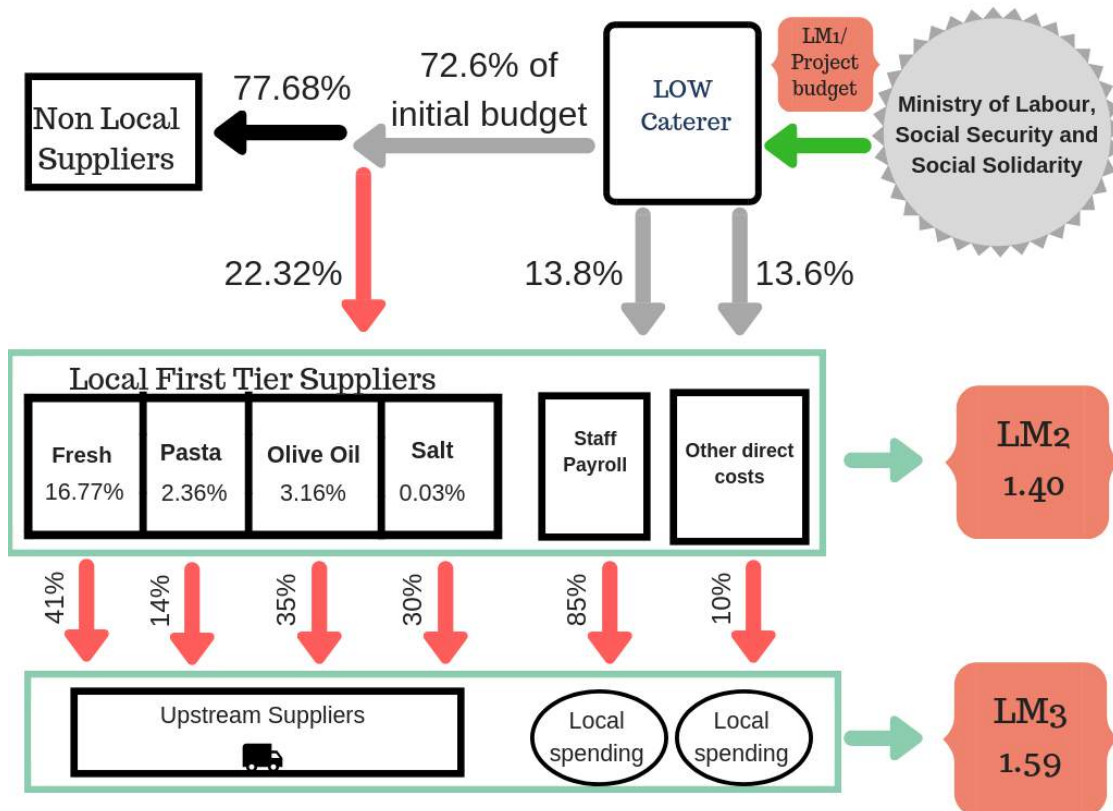 Non Local
Suppliers
77.68%
72.6% of
initial budget
LOW
Caterer
LM1/
Project
budget
Ministry of Labour,
Social Security and
Social Solidarity
22.32%
13.8%
13.6%
Local First Tier Suppliers
Fresh
16.77%
Pasta
2.36%
Olive Oil
3.16%
Salt
0.03%
Staff
Payroll
Other direct
costs
LM2
1.40
41%
14%
35%
30%
85%
10%
Upstream Suppliers
Local
spending
Local
spending
LM3
1.59